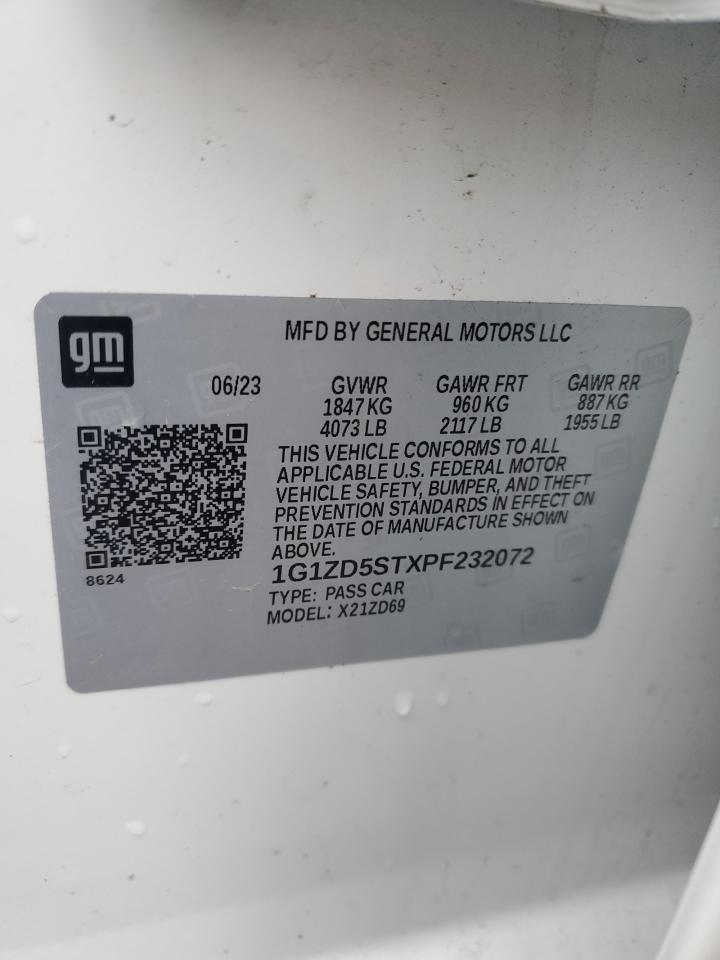 gm
MFD BY GENERAL MOTORS LLC
06/23 GVWR GAWR FRT GAWR RR
1847 KG 960 KG 887 KG
4073 LB 2117 LB 1955 LB
THIS VEHICLE CONFORMS TO ALL
APPLICABLE U.S. FEDERAL MOTOR
VEHICLE SAFETY, BUMPER, AND THEFT
PREVENTION STANDARDS IN EFFECT ON
THE DATE OF MANUFACTURE SHOWN
ABOVE.
8624
1G1ZD5STXPF232072
TYPE: PASS CAR
MODEL: X21ZD69